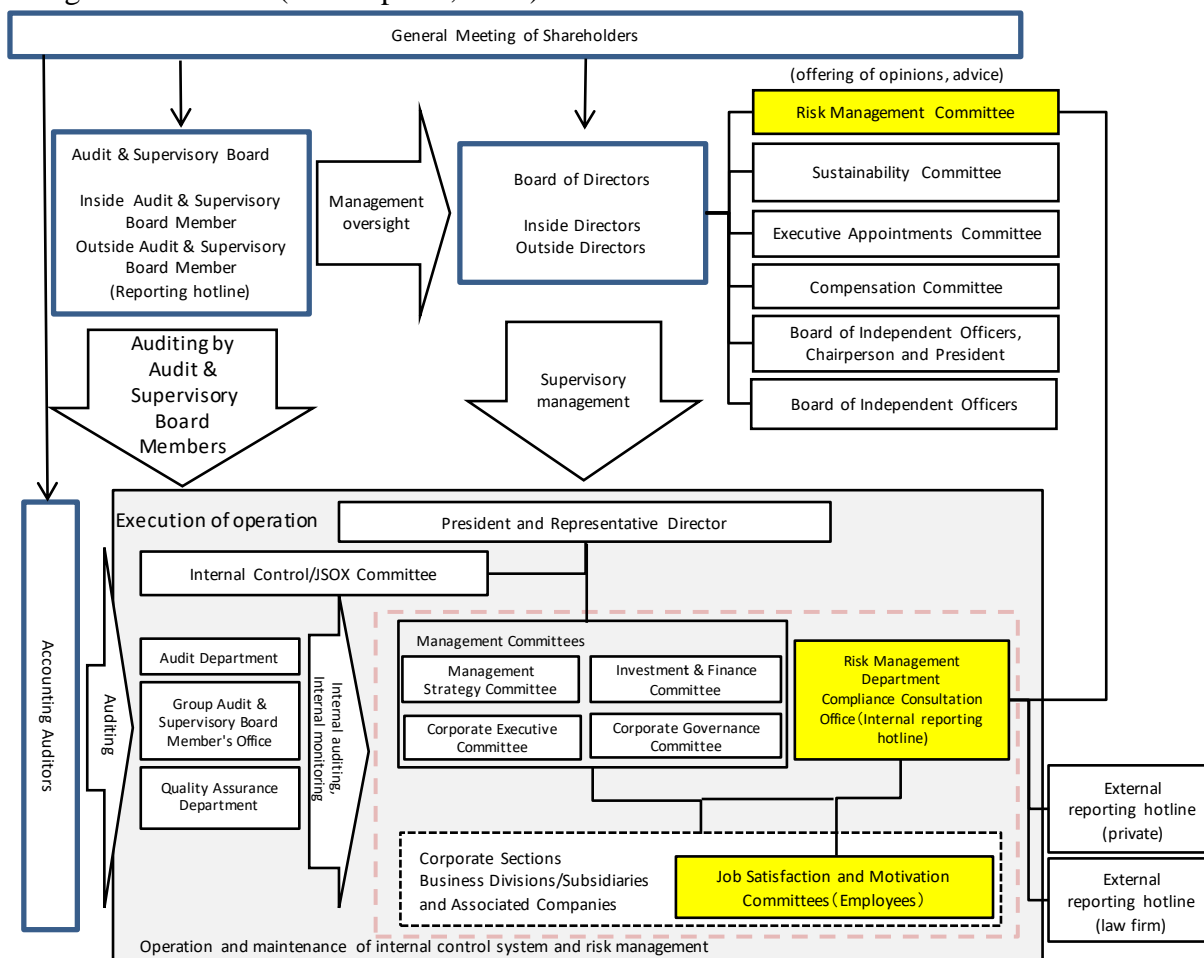 General Meeting of Shareholders
(offering of opinions, advice)
Risk Management Committee
Sustainability Committee
Executive Appointments Committee
Compensation Committee
Board of Independent Officers,
Chairperson and President
Board of Independent Officers
Audit & Supervisory Board
Inside Audit & Supervisory
Board Member
Outside Audit & Supervisory
Board Member
(Reporting hotline)
Management
oversight
Board of Directors
Inside Directors
Outside Directors
Auditing by
Audit &
Supervisory
Board
Members
Supervisory
management
Accounting Auditors
Auditing
Execution of operation
President and Representative Director
Internal Control/JSOX Committee
Audit Department
Group Audit &
Supervisory Board
Member's Office
Quality Assurance
Department
Internal auditing,
Internal monitoring
Management Committees
Management
Strategy Committee
Investment & Finance
Committee
Corporate Executive
Committee
Corporate Governance
Committee
Risk Management
Department
Compliance Consultation
Office(Internal reporting
hotline)
Corporate Sections
Business Divisions/Subsidiaries
and Associated Companies
Job Satisfaction and Motivation
Committees(Employees)
External
reporting hotline
(private)
External
reporting hotline
(law firm)
Operation and maintenance of internal control system and risk management